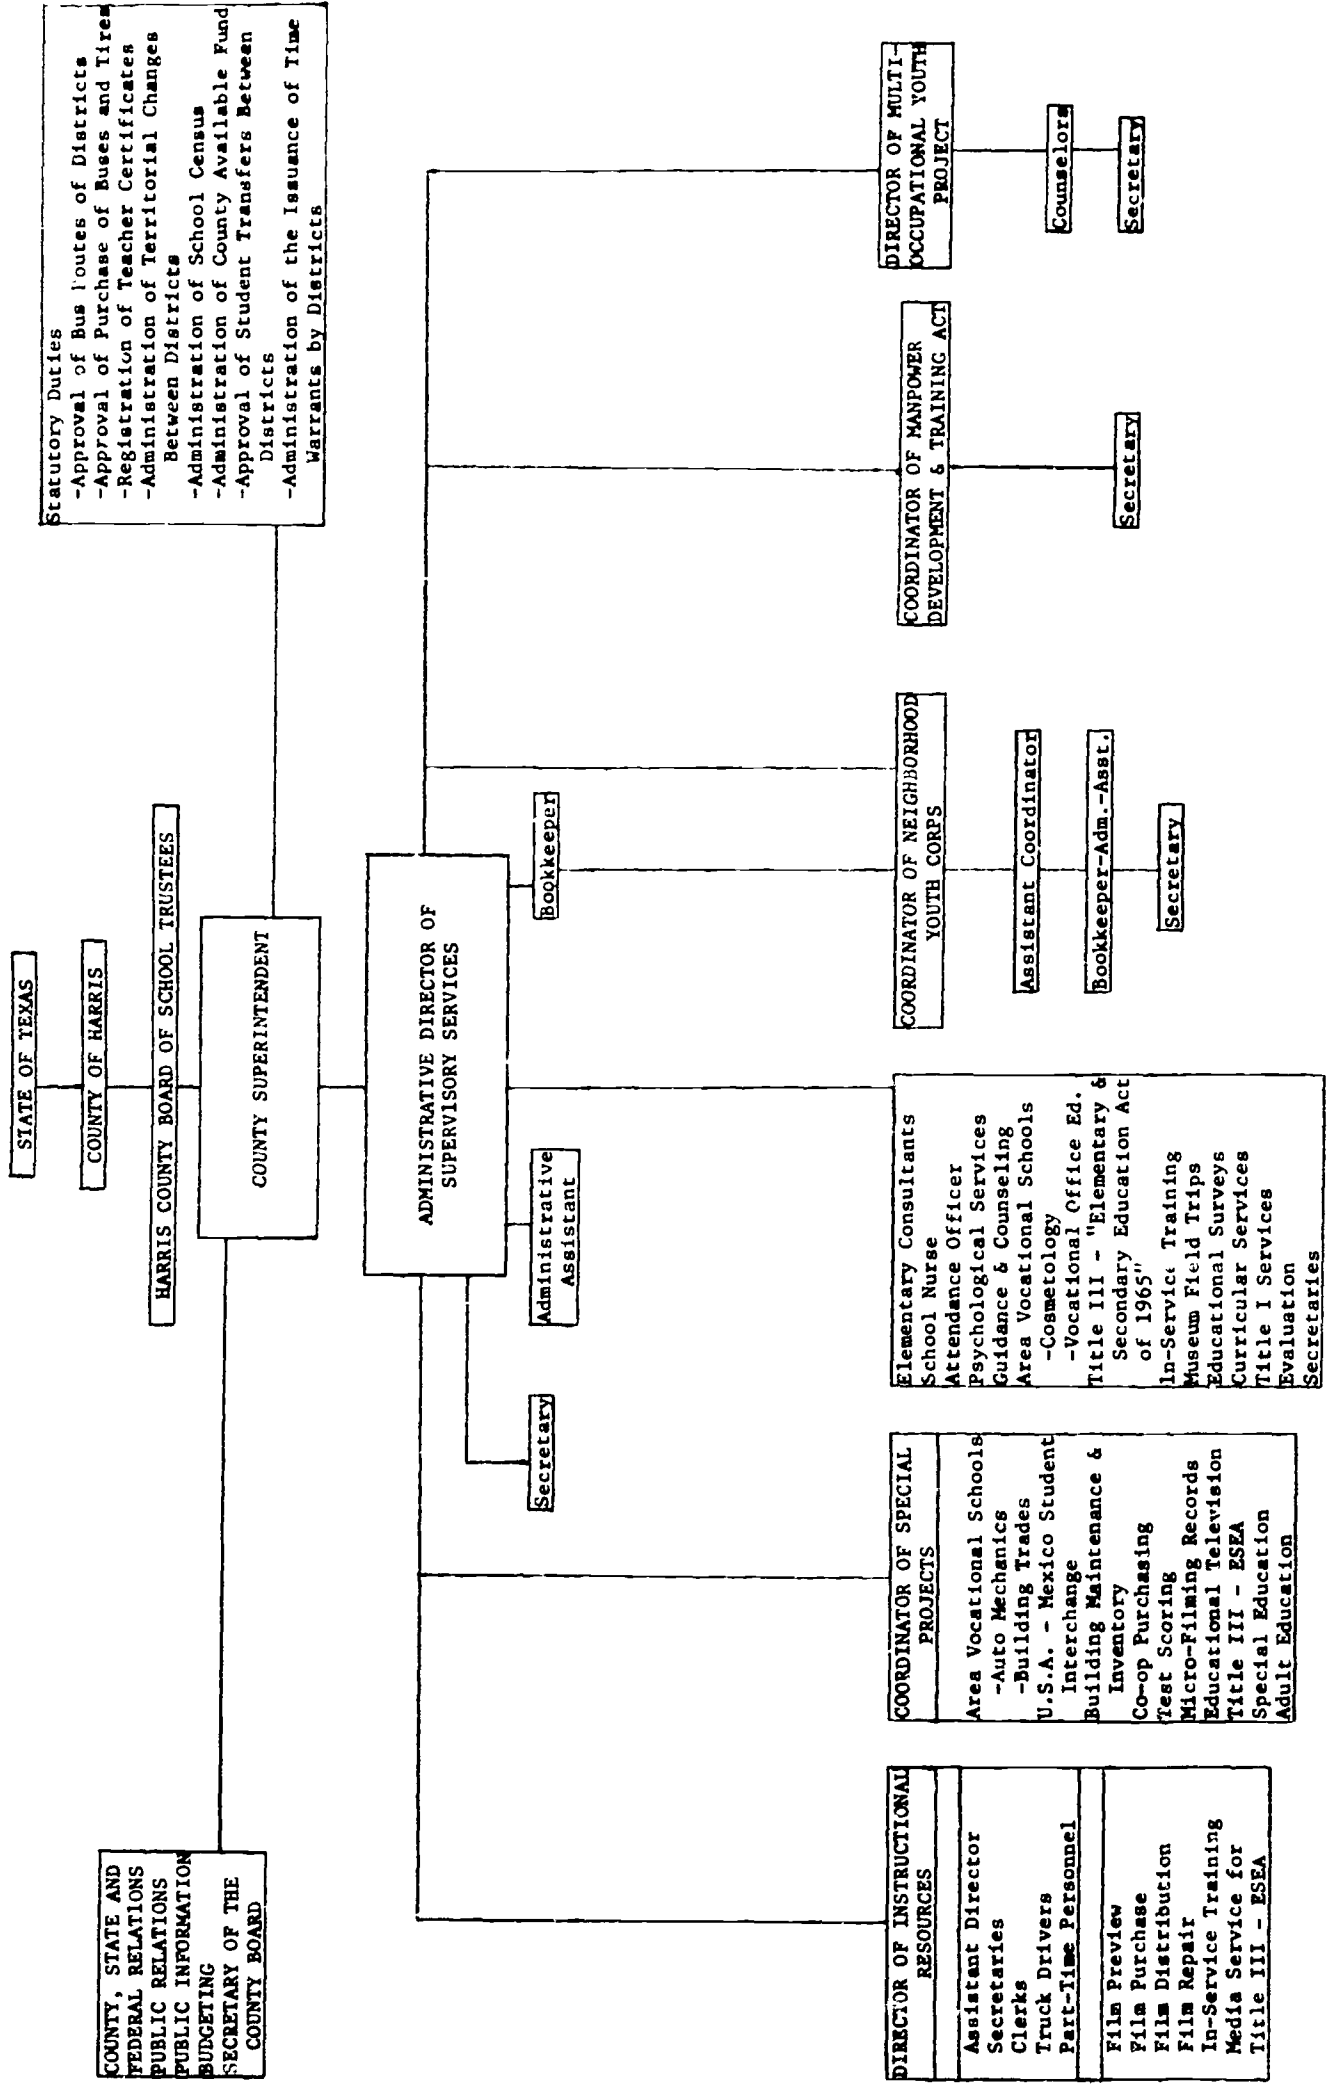 STATE OF TEXAS
COUNTY OF HARRIS
HARRIS COUNTY BOARD OF SCHOOL TRUSTEES
COUNTY SUPERINTENDENT
COUNTY, STATE AND
FEDERAL RELATIONS
PUBLIC RELATIONS
PUBLIC INFORMATION
BUDGETING
SECRETARY OF THE
COUNTY BOARD
Statutory Duties
-Approval of Bus Routes of Districts
-Approval of Purchase of Buses and Tires
-Registration of Teacher Certificates
-Administration of Territorial Changes
Between Districts
-Administration of School Census
-Administration of County Available Fund
-Approval of Student Transfers Between
Districts
-Administration of the Issuance of Time
Warrants by Districts
ADMINISTRATIVE DIRECTOR OF
SUPERVISORY SERVICES
Secretary
Administrative
Assistant
Bookkeeper
DIRECTOR OF INSTRUCTIONAL
RESOURCES
Assistant Director
Secretaries
Clerks
Truck Drivers
Part-Time Personnel
Film Preview
Film Purchase
Film Distribution
Film Repair
In-Service Training
Media Service for
Title III - ESEA
COORDINATOR OF SPECIAL
PROJECTS
Area Vocational Schools
-Auto Mechanics
-Building Trades
U.S.A. - Mexico Student
Interchange
Building Maintenance &
Inventory
Co-op Purchasing
Test Scoring
Micro-Filming Records
Educational Television
Title III - ESEA
Special Education
Adult Education
Elementary Consultants
School Nurse
Attendance Officer
Psychological Services
Guidance & Counseling
Area Vocational Schools
-Cosmetology
-Vocational Office Ed.
Title III - "Elementary &
Secondary Education Act
of 1965"
In-Service Training
Museum Field Trips
Educational Surveys
Curricular Services
Title I Services
Evaluation
Secretaries
COORDINATOR OF NEIGHBORHOOD
YOUTH CORPS
Assistant Coordinator
Bookkeeper-Adm.-Asst.
Secretary
COORDINATOR OF MANPOWER
DEVELOPMENT & TRAINING ACT
Secretary
DIRECTOR OF MULTI-
OCCUPATIONAL YOUTH
PROJECT
Counselors
Secretary